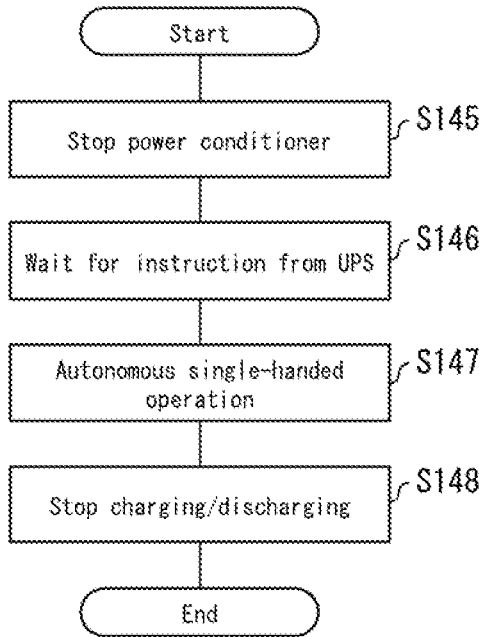 Start
Stop power conditioner
S145
Wait for instruction from UPS
S146
Autonomous single-handed
operation
S147
Stop charging/discharging
S148
End